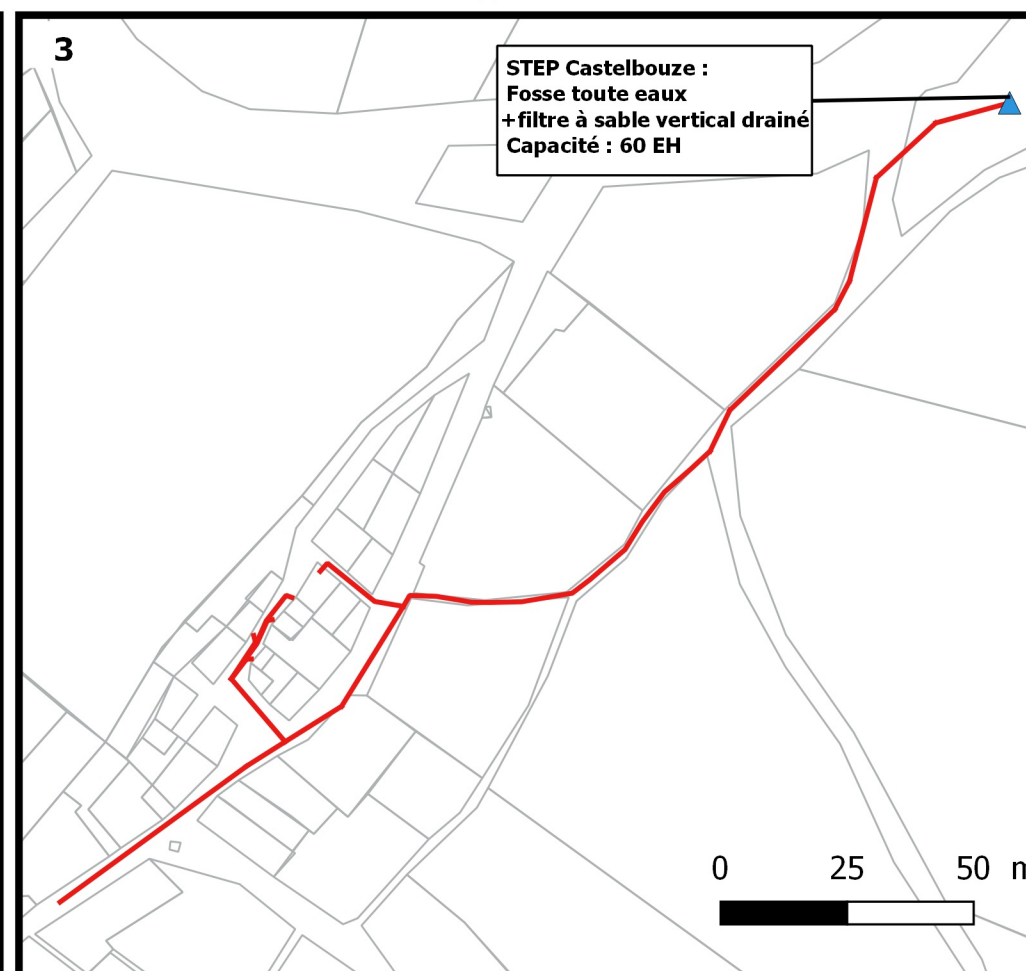 3
STEP Castelbouze :
Fosse toute eaux
+filtre à sable vertical drainé
Capacité : 60 EH
0 25 50 m